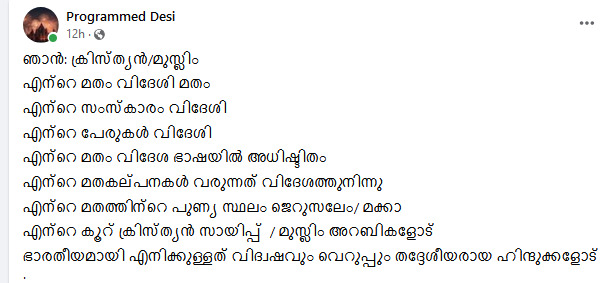 Programmed Desi
12h ·
ഞാൻ: ക്രിസ്ത്യൻ/മുസ്ലിം
എന്റെ മതം വിദേശി മതം
എന്റെ സംസ്കാരം വിദേശി
എന്റെ പേരുകൾ വിദേശി
എന്റെ മതം വിദേശ ഭാഷയിൽ അധിഷ്ടിതം
എന്റെ മതകല്പനകൾ വരുന്നത് വിദേശത്തുനിന്നു
എന്റെ മതത്തിന്റെ പുണ്യ സ്ഥലം ജെറുസലേം/ മക്കാ
എന്റെ കൂറ് ക്രിസ്ത്യൻ സായിപ്പ് / മുസ്ലിം അറബികളോട്
ഭാരതീയമായി എനിക്കുള്ളത് വിദ്വഷവും വെറുപ്പും തദ്ദേശീയരായ ഹിന്ദുക്കളോട്
.